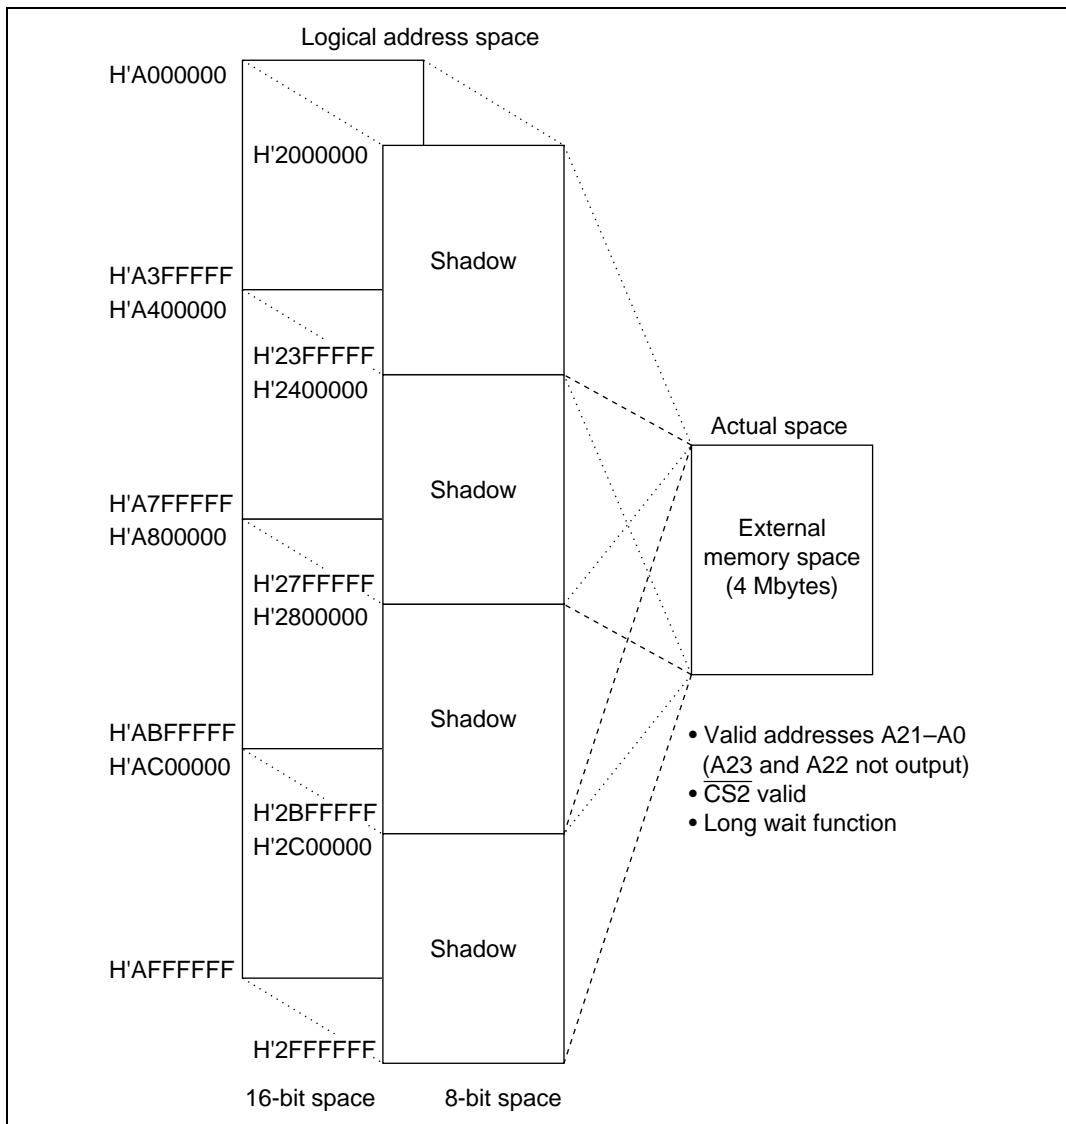 Logical address space
H'A000000
H'2000000
Shadow
H'A3FFFFF
H'A400000
H'23FFFFF
H'2400000
Actual space
Shadow
H'A7FFFFF
H'A800000
External
memory space
(4 Mbytes)
H'27FFFFF
H'2800000
Shadow
H'ABFFFFF
H'AC00000
• Valid addresses A21–A0
(A23 and A22 not output)
• CS2 valid
• Long wait function
H'2BFFFFF
H'2C00000
Shadow
H'AFFFFFF
H'2FFFFFF
16-bit space
8-bit space